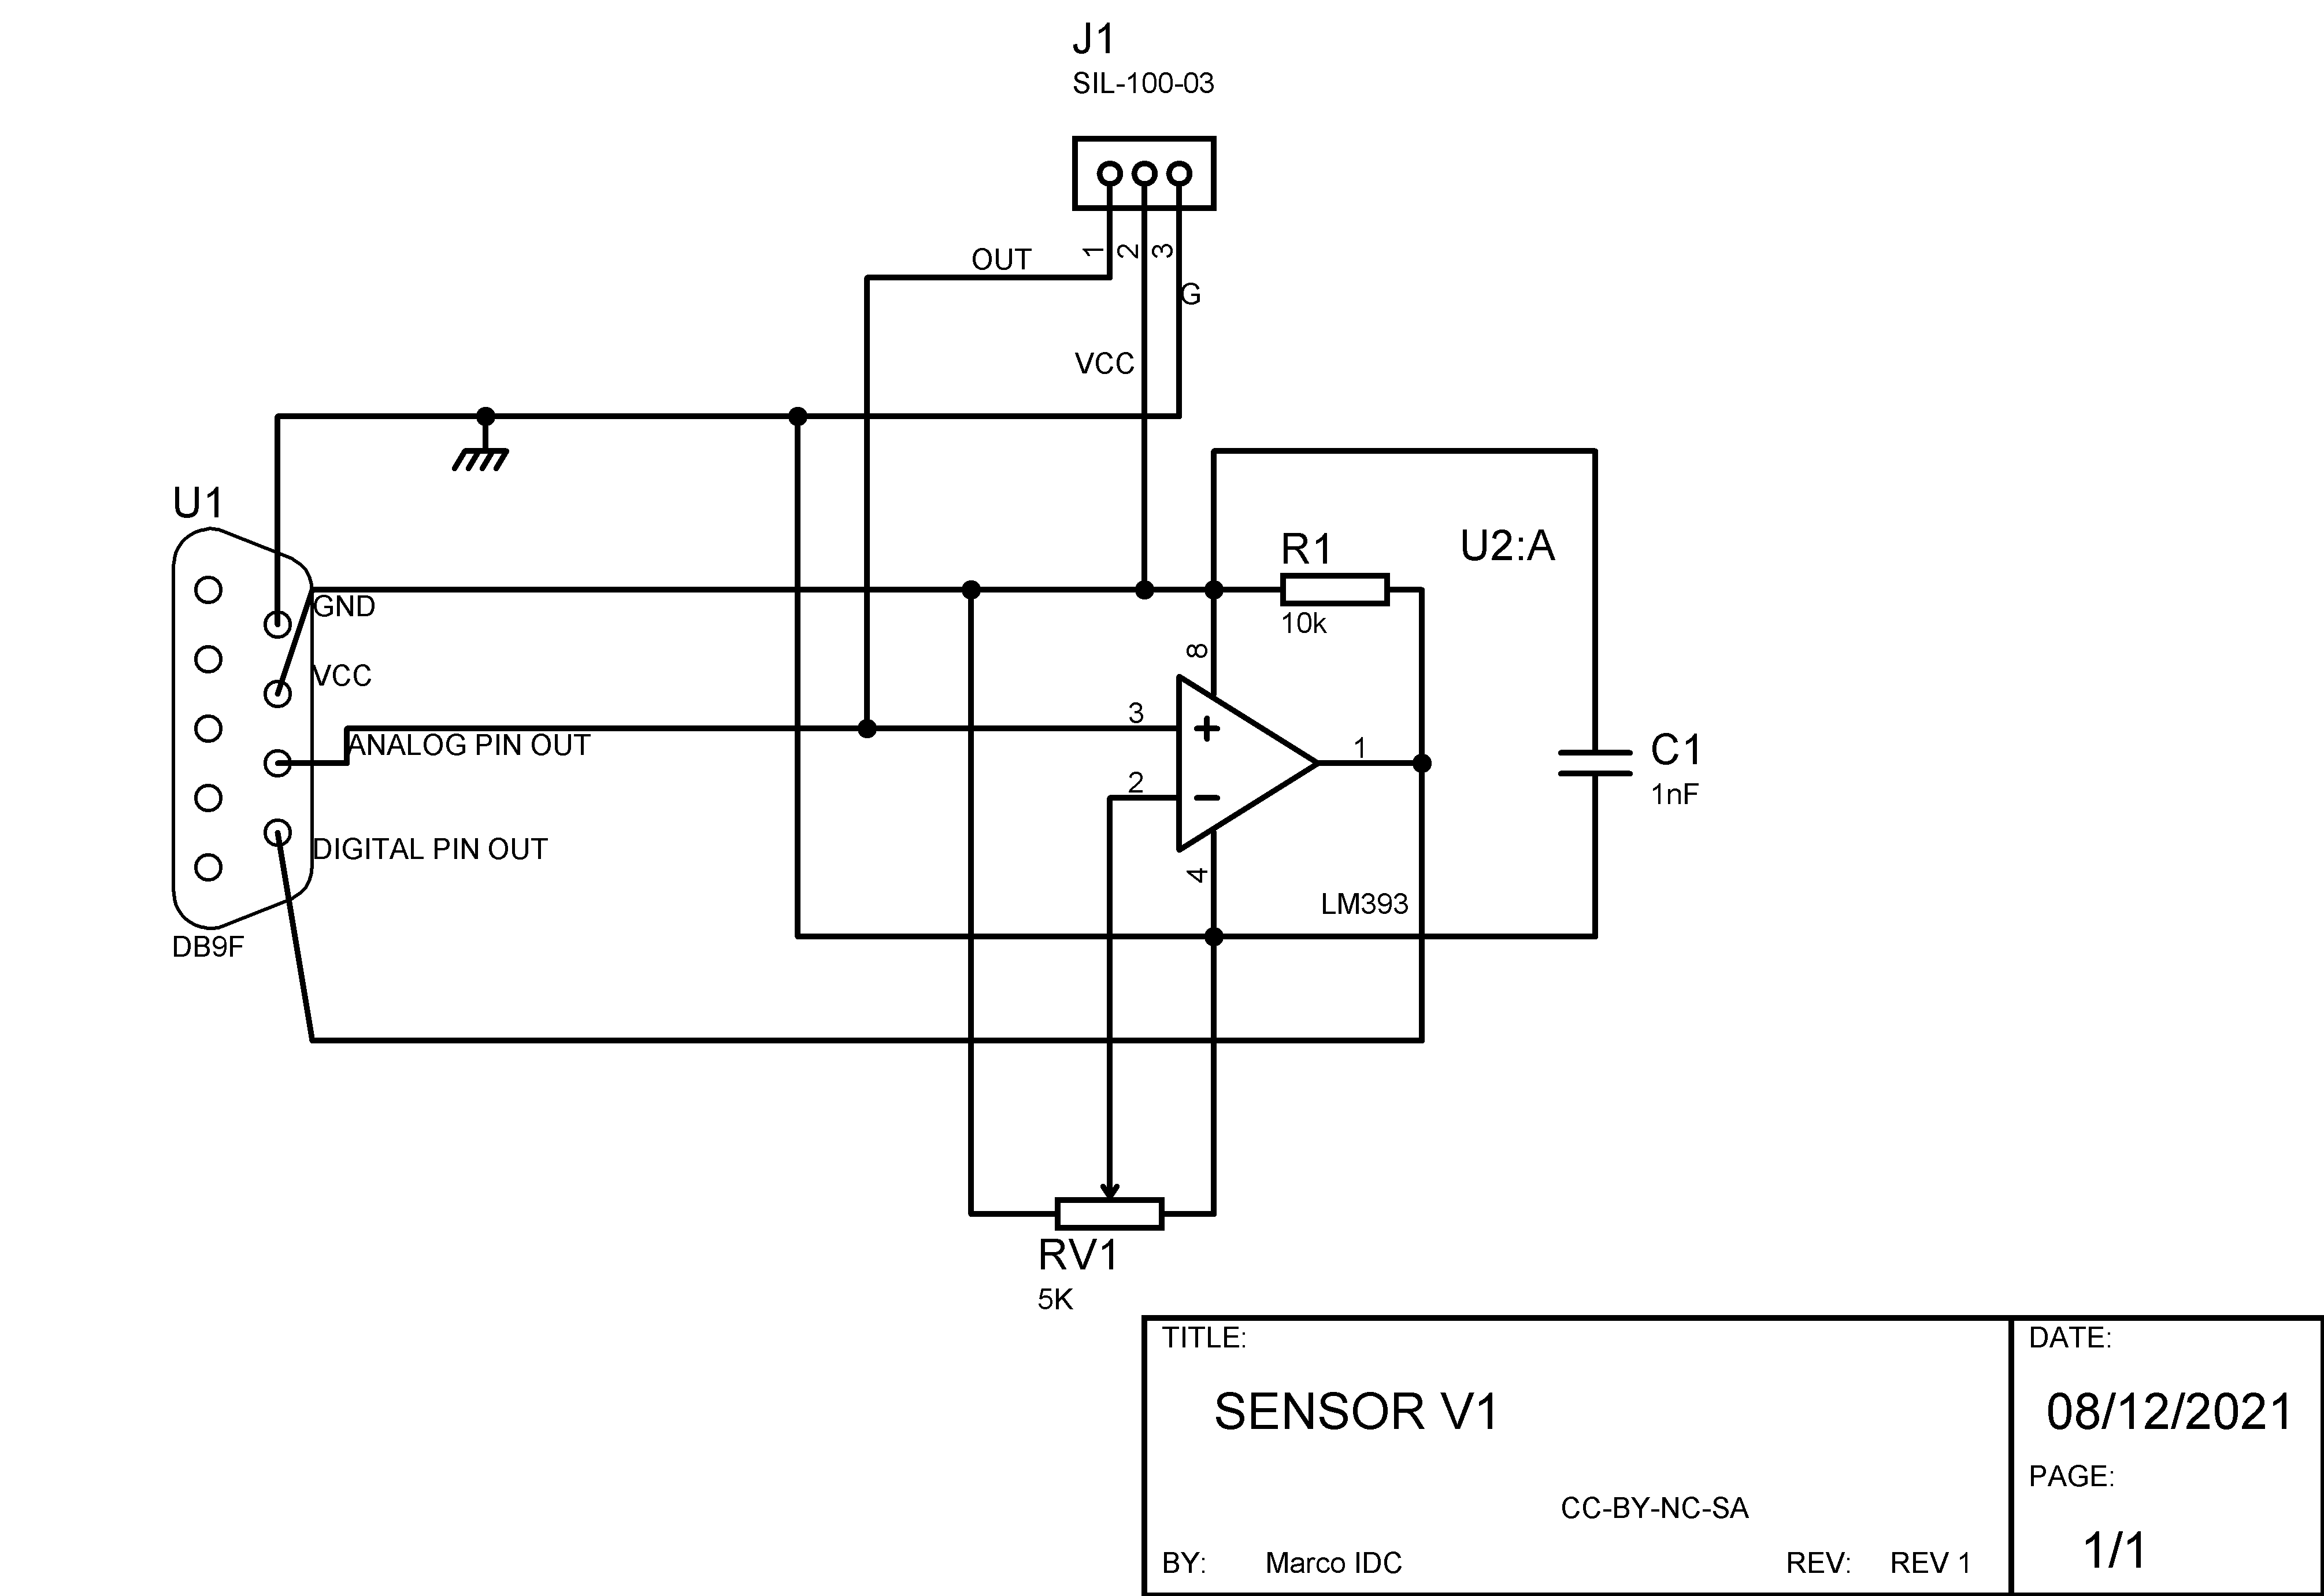 J1
SIL-100-03
1
2
3
OUT
G
VCC
U1
GND
VCC
ANALOG PIN OUT
DIGITAL PIN OUT
DB9F
R1
10k
U2:A
8
3
2
1
4
LM393
C1
1nF
RV1
5K
TITLE:
SENSOR V1
CC-BY-NC-SA
BY: Marco IDC
REV: REV 1
DATE:
08/12/2021
PAGE:
1/1